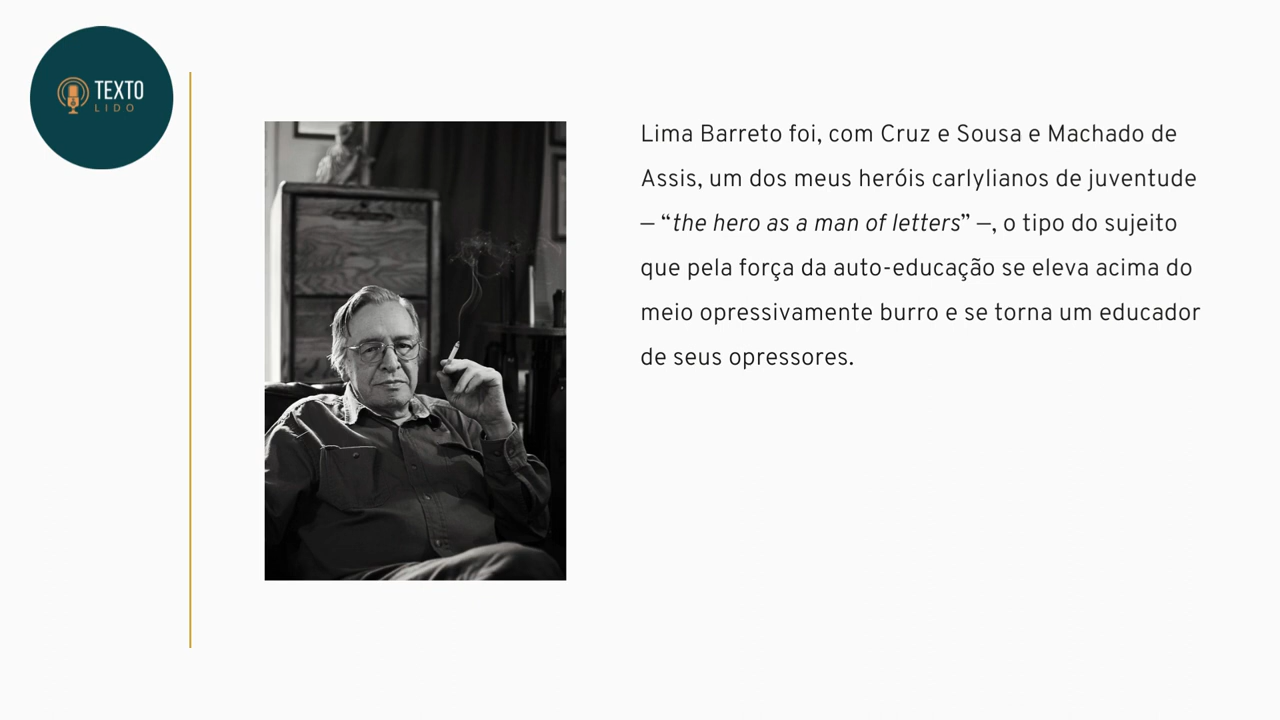 TEXTO
LIDO
Lima Barreto foi, com Cruz e Sousa e Machado de
Assis, um dos meus heróis carlylianos de juventude
— “the hero as a man of letters” —, o tipo do sujeito
que pela força da auto-educação se eleva acima do
meio opressivamente burro e se torna um educador
de seus opressores.